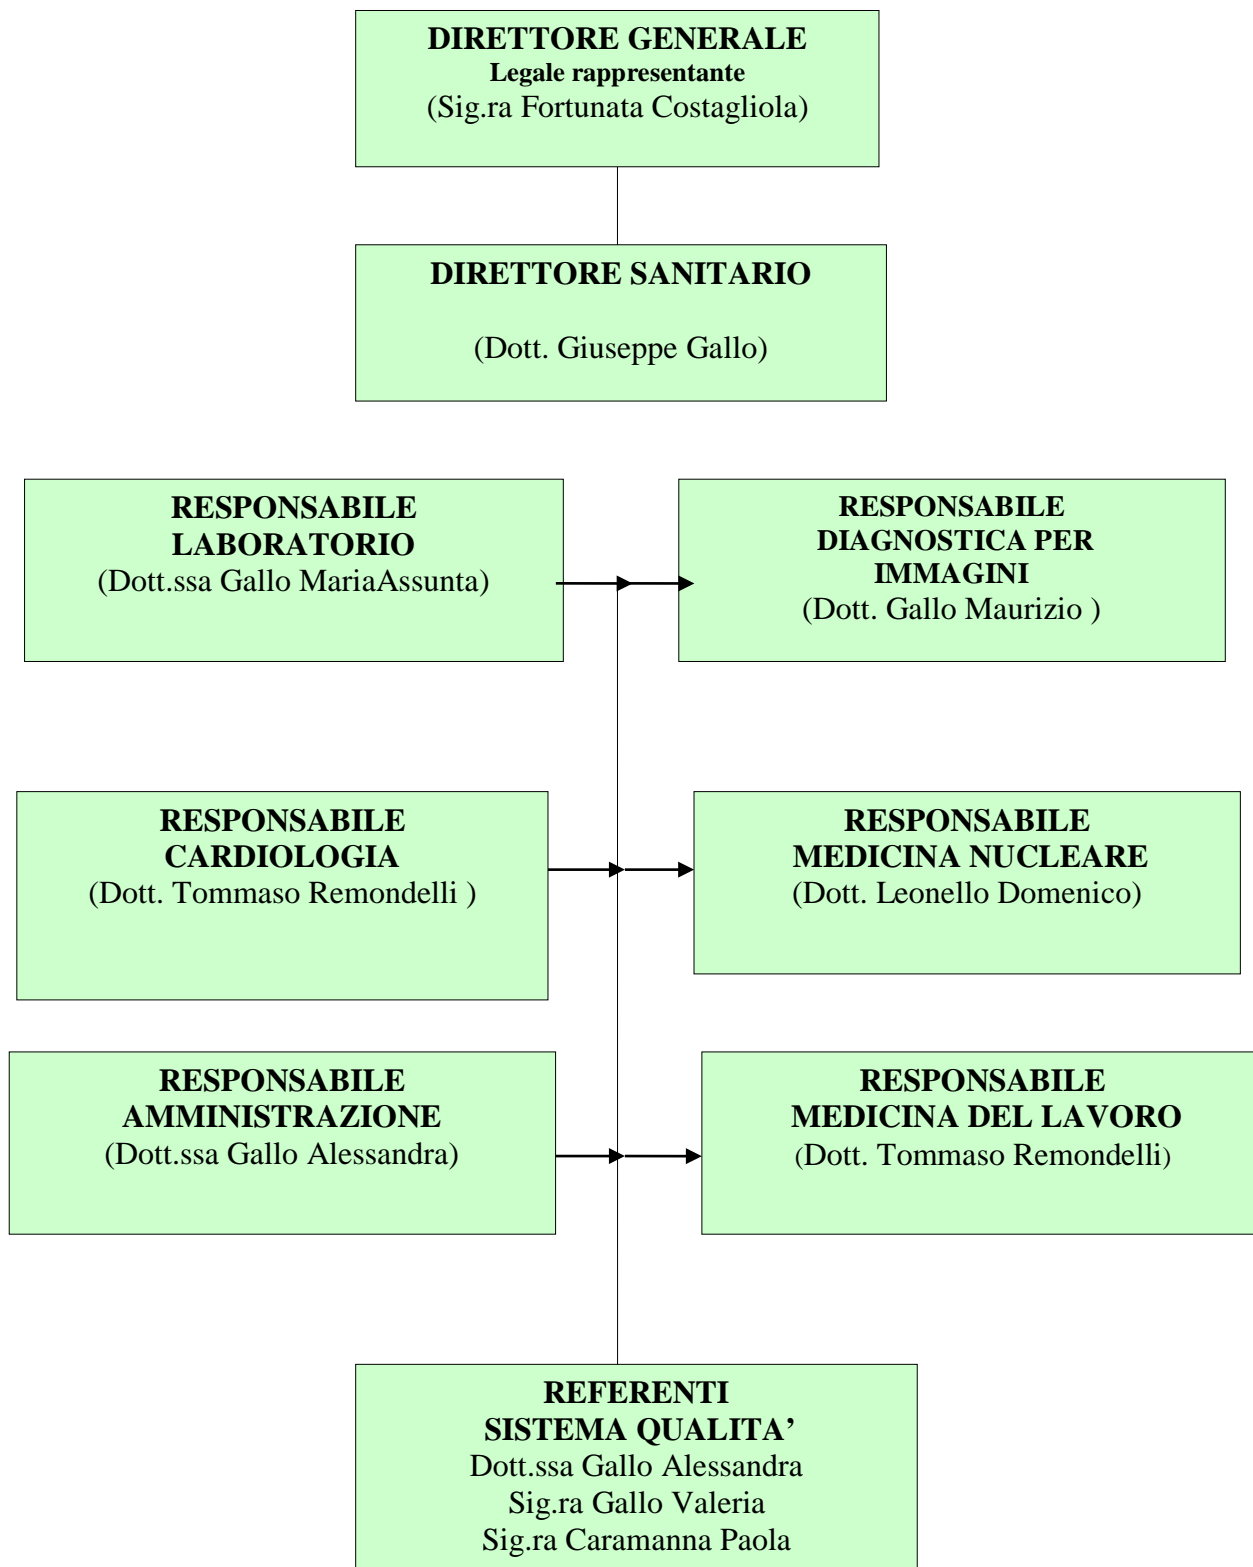 DIRETTORE GENERALE
Legale rappresentante
(Sig.ra Fortunata Costagliola)
DIRETTORE SANITARIO
(Dott. Giuseppe Gallo)
RESPONSABILE
LABORATORIO
(Dott.ssa Gallo MariaAssunta)
RESPONSABILE
DIAGNOSTICA PER
IMMAGINI
(Dott. Gallo Maurizio )
RESPONSABILE
CARDIOLOGIA
(Dott. Tommaso Remondelli )
RESPONSABILE
MEDICINA NUCLEARE
(Dott. Leonello Domenico)
RESPONSABILE
AMMINISTRAZIONE
(Dott.ssa Gallo Alessandra)
RESPONSABILE
MEDICINA DEL LAVORO
(Dott. Tommaso Remondelli)
REFERENTI
SISTEMA QUALITA’
Dott.ssa Gallo Alessandra
Sig.ra Gallo Valeria
Sig.ra Caramanna Paola